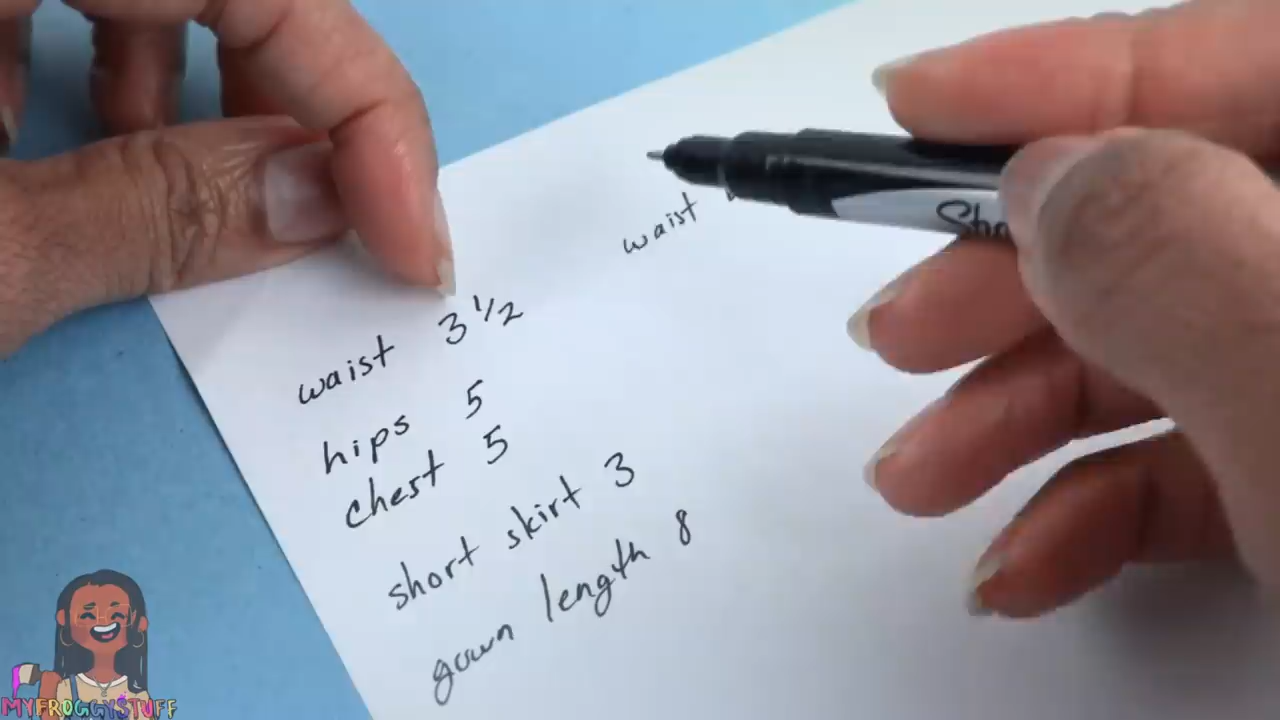 waist
waist 3 1/2
hips 5
chest 5
short skirt 3
gown length 8
MYFROGGYSTUFF